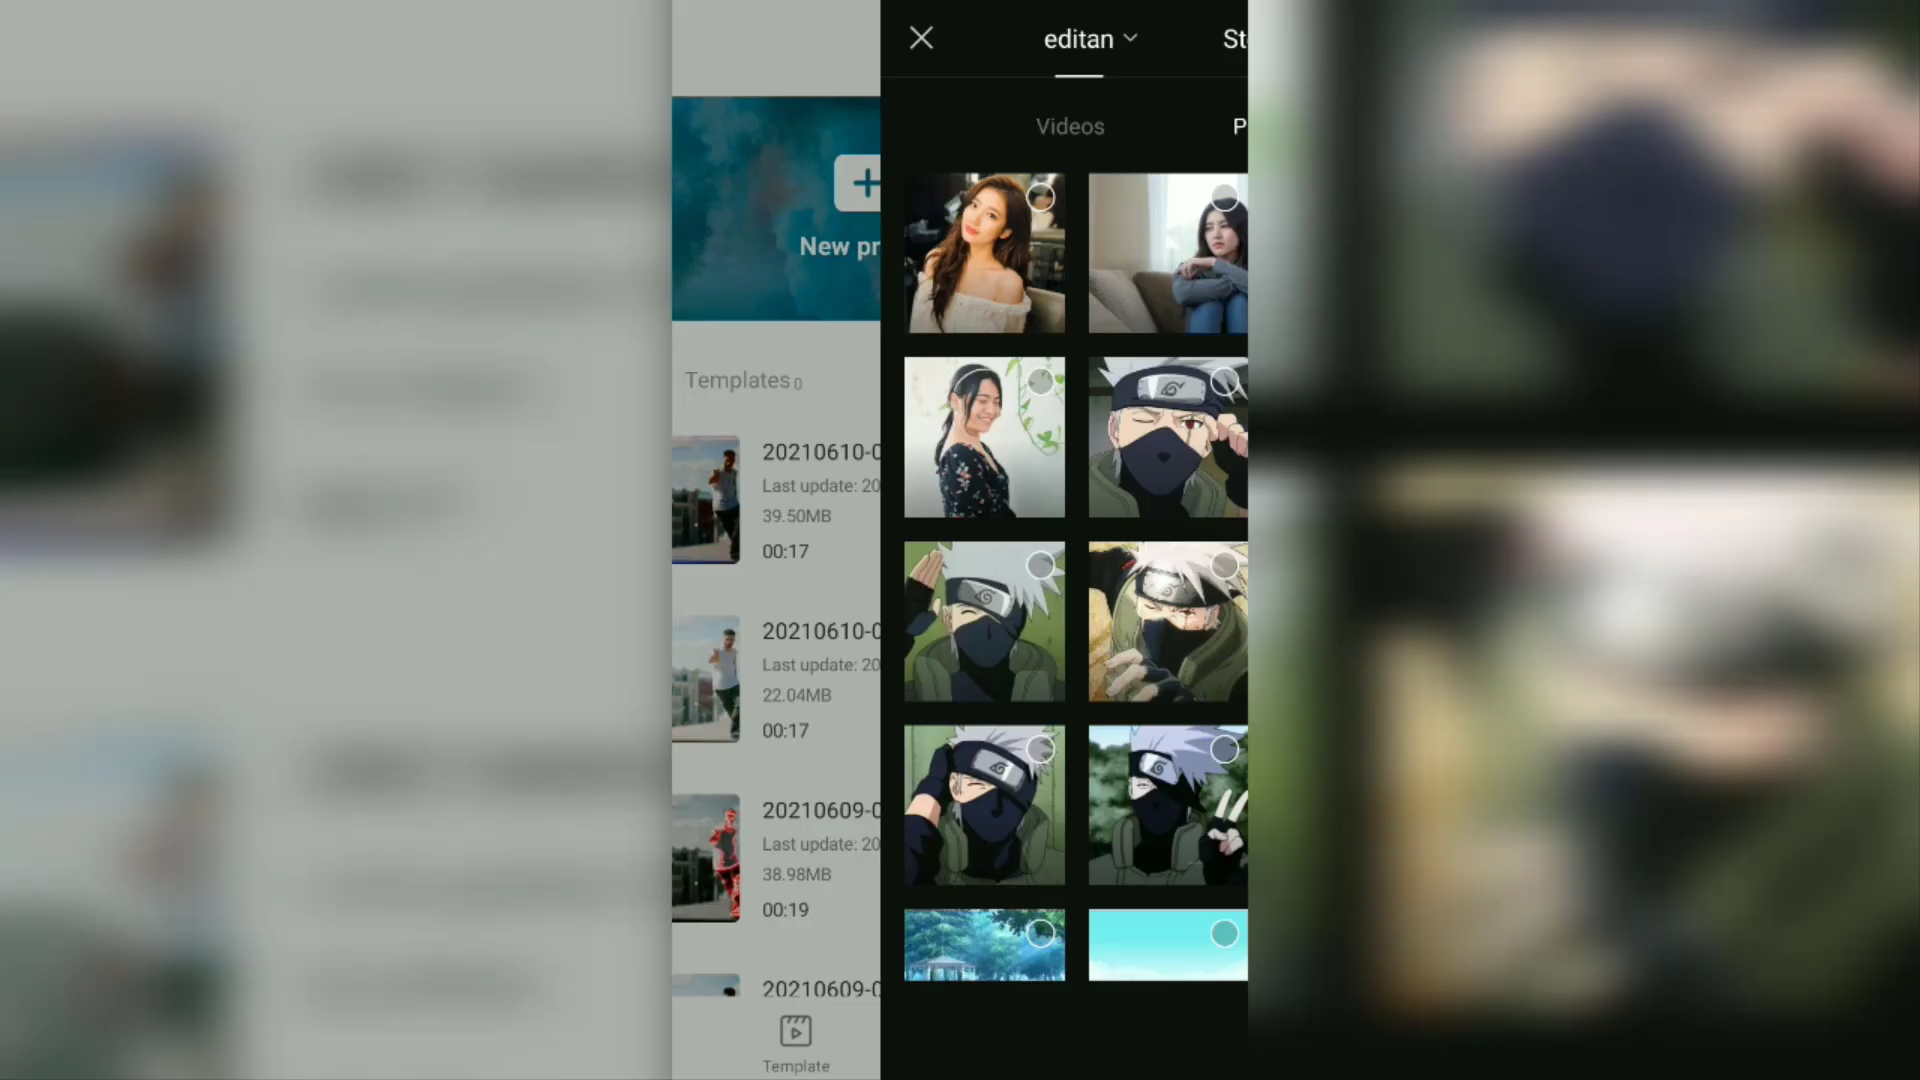 New pr
Templates 0
20210610-0
Last update: 20
39.50MB
00:17
20210610-0
Last update: 20
22.04MB
00:17
20210609-0
Last update: 20
38.98MB
00:19
20210609-0
Template
editan
St
Videos
P